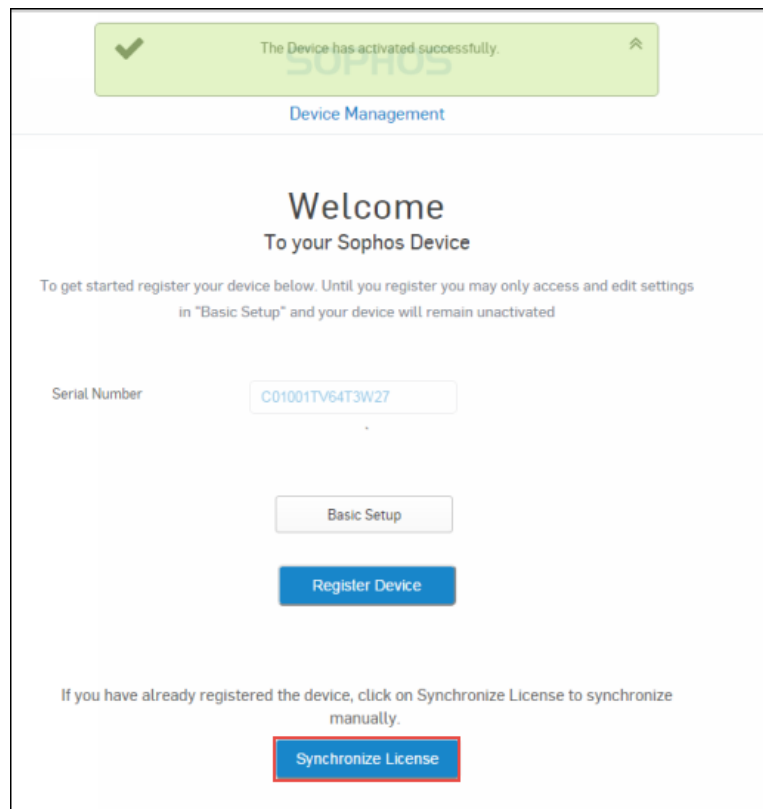 The Device has activated successfully.
SOPHOS
Device Management
Welcome
To your Sophos Device
To get started register your device below. Until you register you may only access and edit settings
in "Basic Setup" and your device will remain unactivated
Serial Number
C01001TV64T3W27
Basic Setup
Register Device
If you have already registered the device, click on Synchronize License to synchronize
manually.
Synchronize License